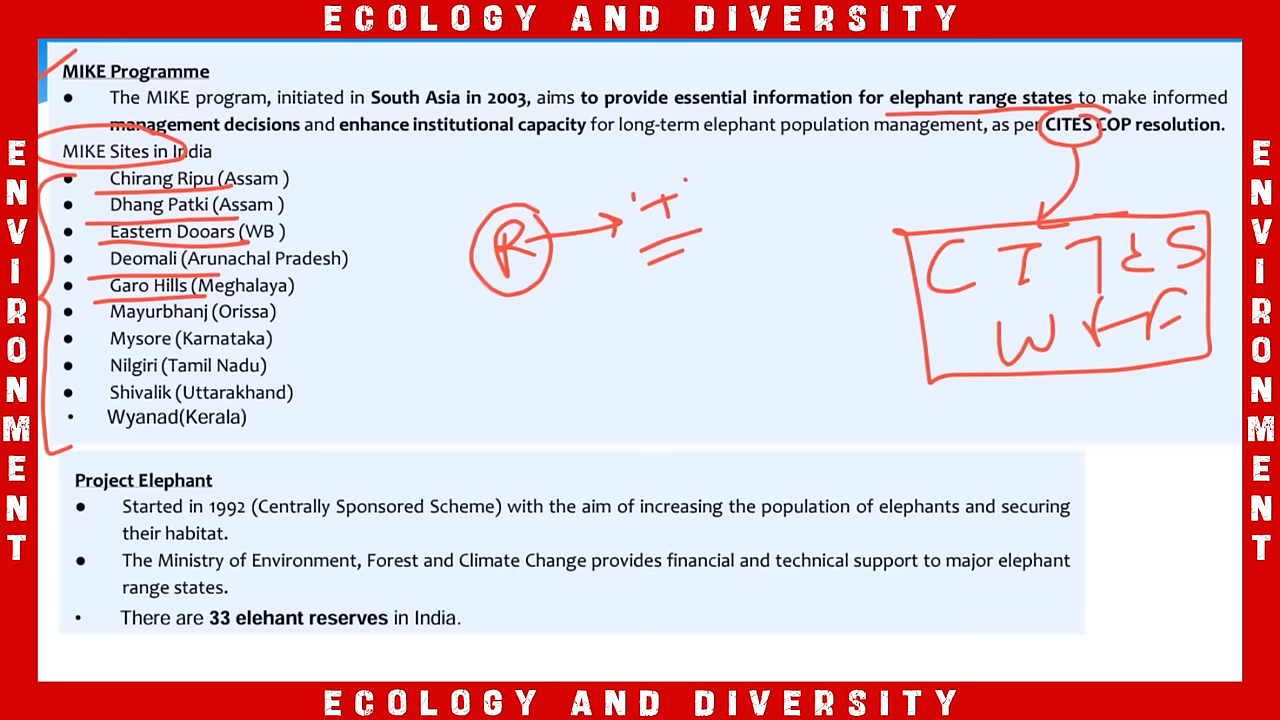 ECOLOGY AND DIVERSITY
ENVIRONMENT
MIKE Programme
● The MIKE program, initiated in South Asia in 2003, aims to provide essential information for elephant range states to make informed
management decisions and enhance institutional capacity for long-term elephant population management, as per CITES COP resolution.
MIKE Sites in India
● Chirang Ripu (Assam )
● Dhang Patki (Assam )
● Eastern Dooars (WB )
● Deomali (Arunachal Pradesh)
● Garo Hills (Meghalaya)
● Mayurbhanj (Orissa)
● Mysore (Karnataka)
● Nilgiri (Tamil Nadu)
● Shivalik (Uttarakhand)
• Wyanad(Kerala)
R
'T'
CITES
W
Project Elephant
● Started in 1992 (Centrally Sponsored Scheme) with the aim of increasing the population of elephants and securing
their habitat.
● The Ministry of Environment, Forest and Climate Change provides financial and technical support to major elephant
range states.
• There are 33 elehant reserves in India.
ENVIRONMENT
ECOLOGY AND DIVERSITY